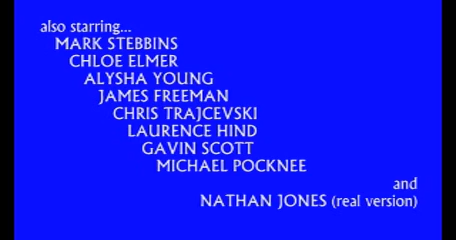 also starring...
MARK STEBBINS
CHLOE ELMER
ALYSHA YOUNG
JAMES FREEMAN
CHRIS TRAJCEVSKI
LAURENCE HIND
GAVIN SCOTT
MICHAEL POCKNEE
and
NATHAN JONES (real version)